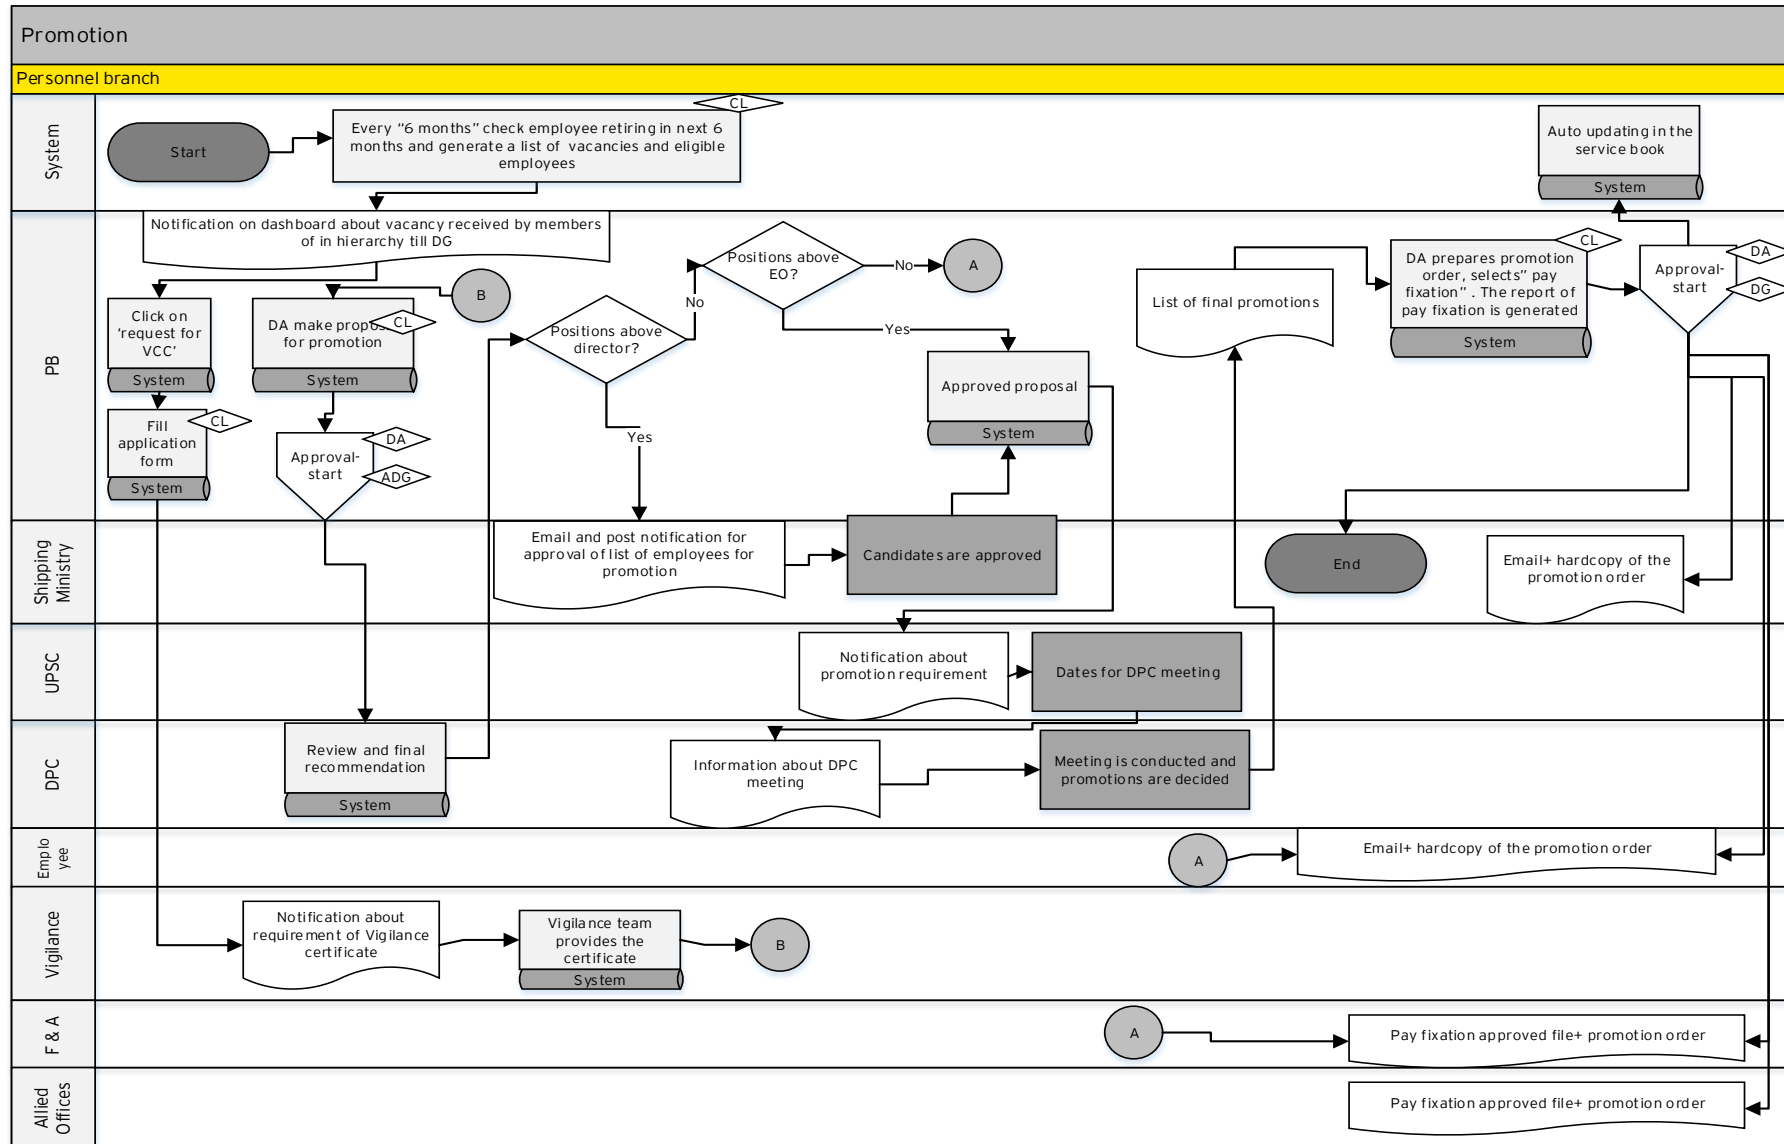 Promotion
Personnel branch
System
Start
CL
Every "6 months" check employee retiring in next 6
months and generate a list of vacancies and eligible
employees
Auto updating in the
service book
System
PB
Notification on dashboard about vacancy received by members
of in hierarchy till DG
Click on
'request for
VCC'
System
Fill
application
form
CL
System
B
DA make propos
for promotion
CL
System
Approval-
start
DA
ADG
Positions above
director?
No
Yes
Positions above
EO?
No
A
Yes
Approved proposal
System
List of final promotions
DA prepares promotion
order, selects" pay
fixation" . The report of
pay fixation is generated
CL
System
Approval-
start
DA
DG
Shipping
Ministry
Email and post notification for
approval of list of employees for
promotion
Candidates are approved
End
Email+ hardcopy of the
promotion order
UPSC
Notification about
promotion requirement
Dates for DPC meeting
DPC
Review and final
recommendation
System
Information about DPC
meeting
Meeting is conducted and
promotions are decided
Emplo
yee
A
Email+ hardcopy of the promotion order
Vigilance
Notification about
requirement of Vigilance
certificate
Vigilance team
provides the
certificate
System
B
F & A
A
Pay fixation approved file+ promotion order
Allied
Offices
Pay fixation approved file+ promotion order